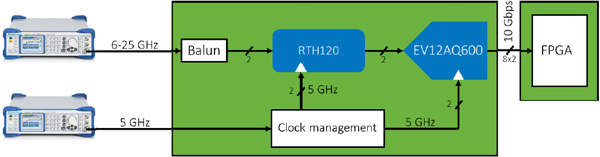 6-25 GHz
Balun
2
RTH120
2
EV12AQ600
10 Gbps
8x2
FPGA
2
5 GHz
2
5 GHz
Clock management
5 GHz